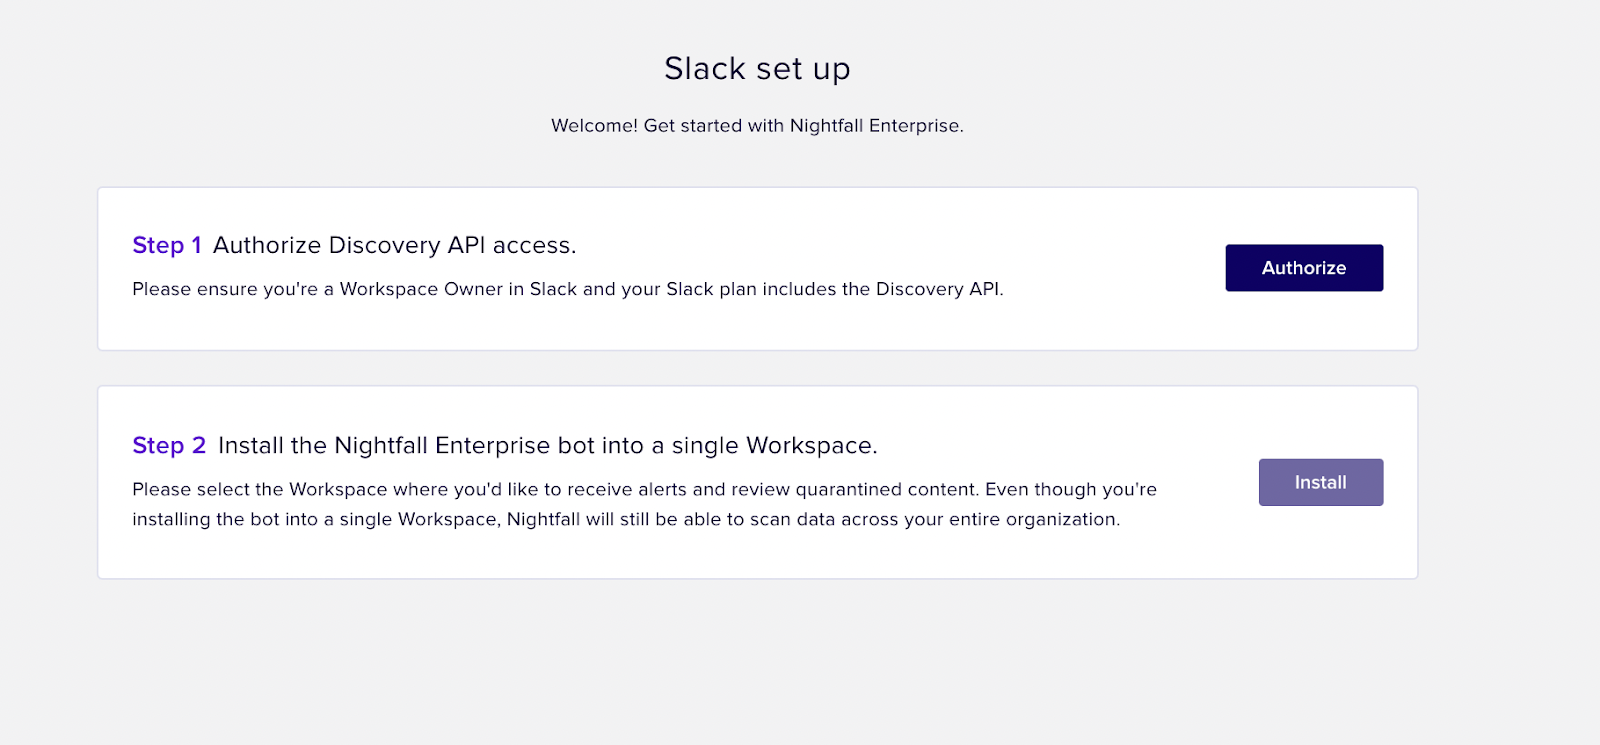 Slack set up
Welcome! Get started with Nightfall Enterprise.
Step 1 Authorize Discovery API access.
Please ensure you're a Workspace Owner in Slack and your Slack plan includes the Discovery API.
Authorize
Step 2 Install the Nightfall Enterprise bot into a single Workspace.
Please select the Workspace where you'd like to receive alerts and review quarantined content. Even though you're
installing the bot into a single Workspace, Nightfall will still be able to scan data across your entire organization.
Install